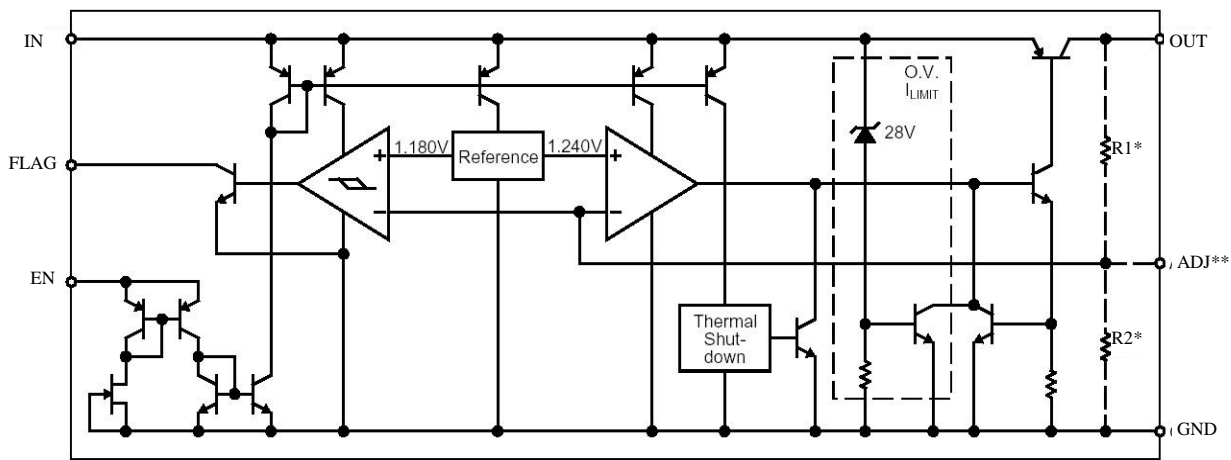 IN
OUT
O.V.
ILIMIT
28V
R1*
FLAG
1.180V
Reference
1.240V
ADJ**
EN
Thermal
Shut-
down
R2*
GND